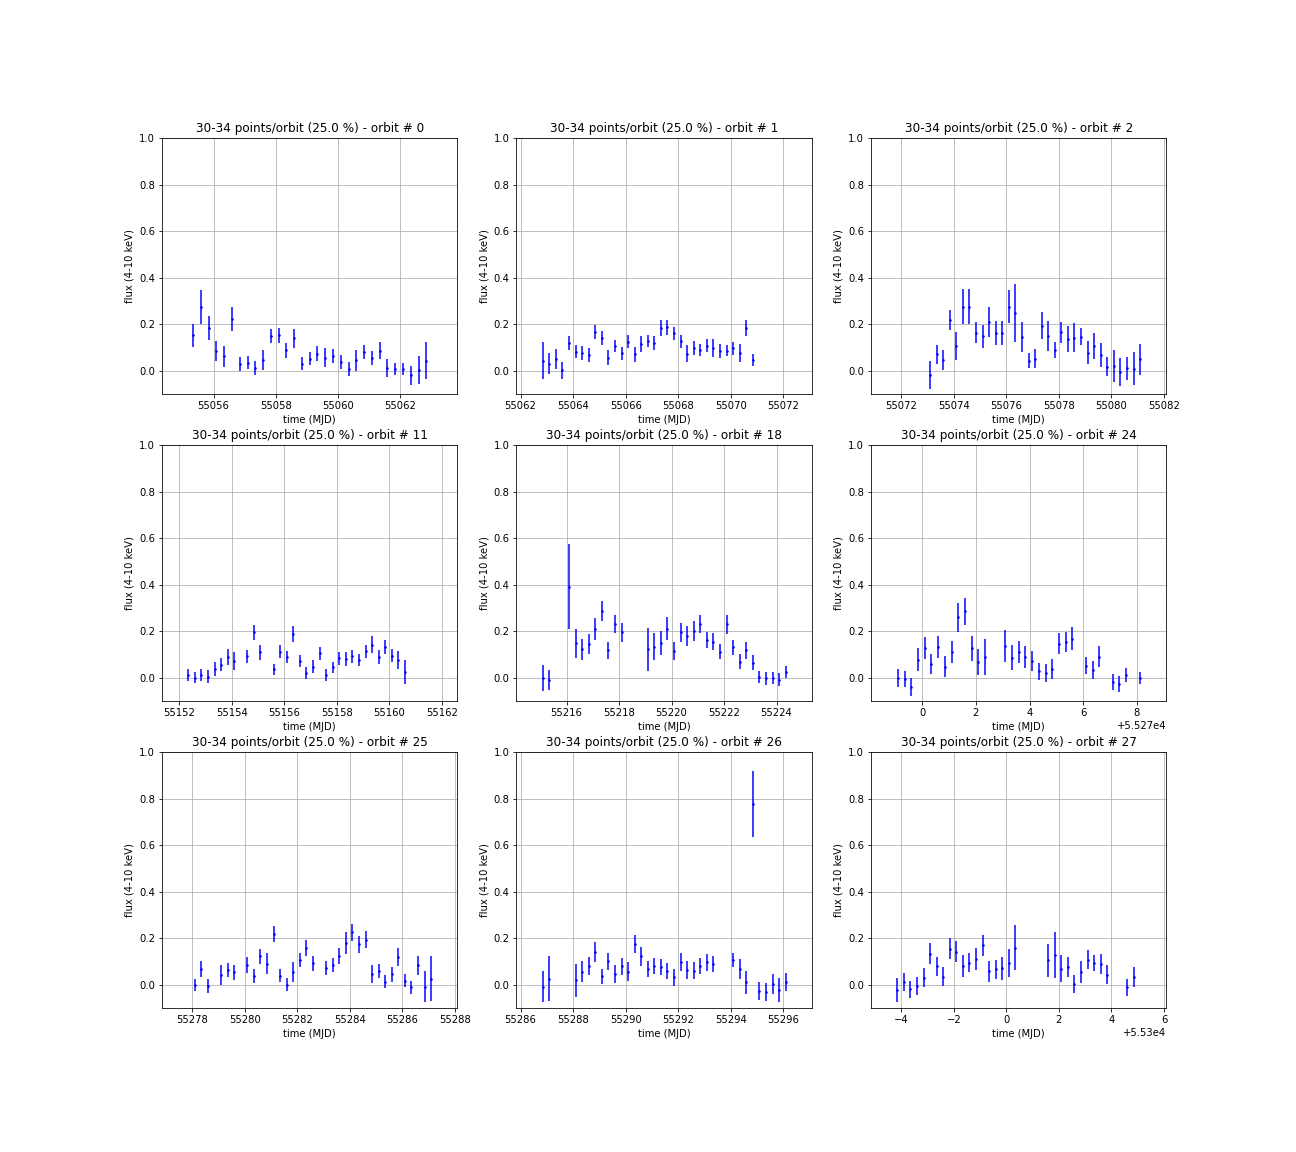 30-34 points/orbit (25.0 %) - orbit # 0
30-34 points/orbit (25.0 %) - orbit # 1
30-34 points/orbit (25.0 %) - orbit # 2
1.0
0.8
0.6
0.4
0.2
0.0
flux (4-10 keV)
55056 55058 55060 55062
time (MJD)
1.0
0.8
0.6
0.4
0.2
0.0
flux (4-10 keV)
55062 55064 55066 55068 55070 55072
time (MJD)
1.0
0.8
0.6
0.4
0.2
0.0
flux (4-10 keV)
55072 55074 55076 55078 55080 55082
time (MJD)
30-34 points/orbit (25.0 %) - orbit # 11
30-34 points/orbit (25.0 %) - orbit # 18
30-34 points/orbit (25.0 %) - orbit # 24
1.0
0.8
0.6
0.4
0.2
0.0
flux (4-10 keV)
55152 55154 55156 55158 55160 55162
time (MJD)
1.0
0.8
0.6
0.4
0.2
0.0
flux (4-10 keV)
55216 55218 55220 55222 55224
time (MJD)
1.0
0.8
0.6
0.4
0.2
0.0
flux (4-10 keV)
0 2 4 6 8
time (MJD)
+5.527e4
30-34 points/orbit (25.0 %) - orbit # 25
30-34 points/orbit (25.0 %) - orbit # 26
30-34 points/orbit (25.0 %) - orbit # 27
1.0
0.8
0.6
0.4
0.2
0.0
flux (4-10 keV)
55278 55280 55282 55284 55286 55288
time (MJD)
1.0
0.8
0.6
0.4
0.2
0.0
flux (4-10 keV)
55286 55288 55290 55292 55294 55296
time (MJD)
1.0
0.8
0.6
0.4
0.2
0.0
flux (4-10 keV)
−4 −2 0 2 4 6
time (MJD)
+5.53e4